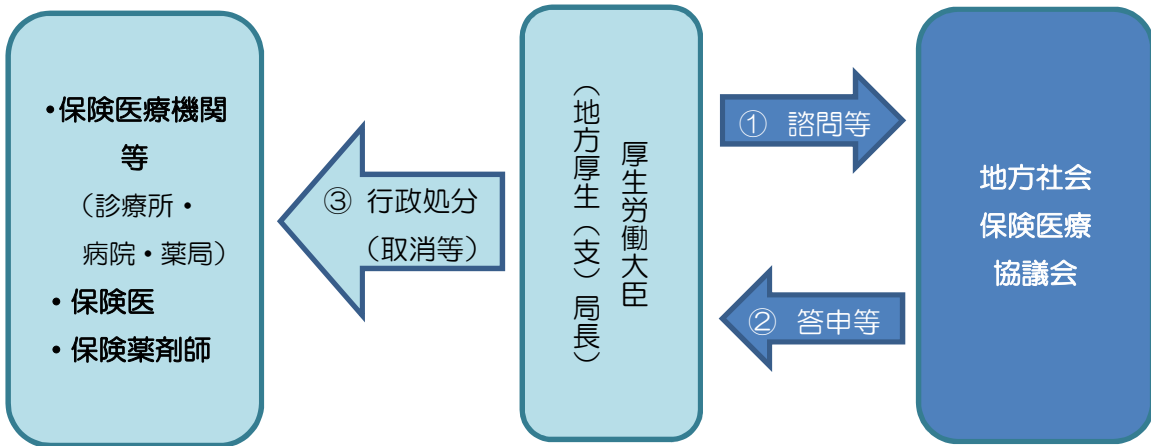 ・保険医療機関
等
（診療所・
病院・薬局）
・保険医
・保険薬剤師
③ 行政処分
（取消等）
厚生労働大臣
（地方厚生（支）局長）
① 諮問等
② 答申等
地方社会
保険医療
協議会